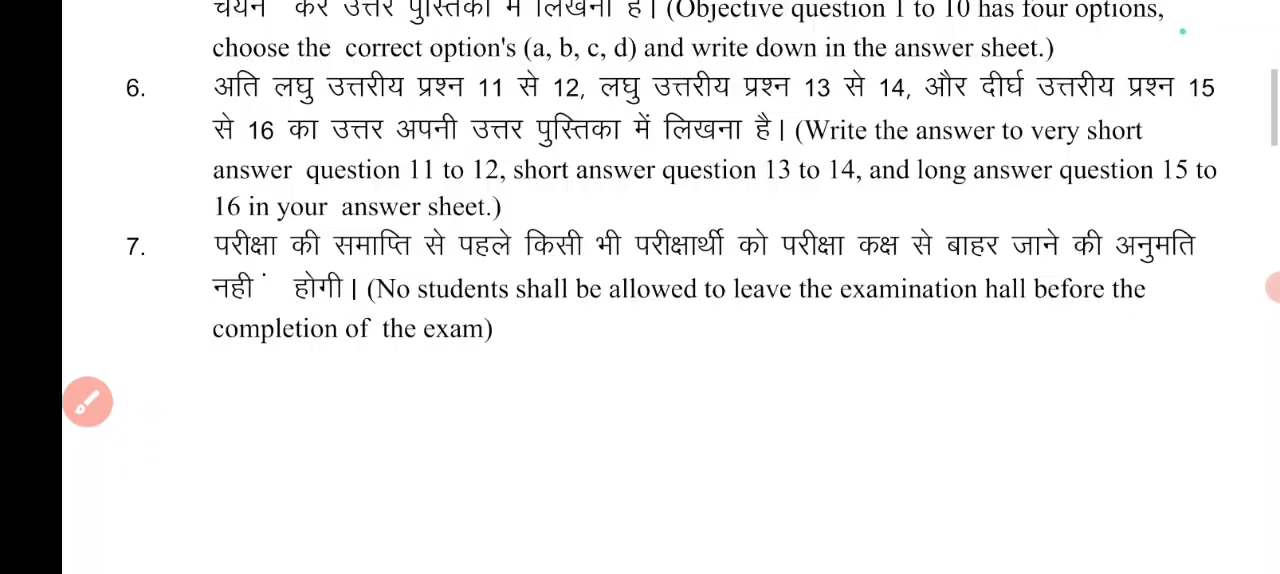 चयन कर उत्तर पुस्तिका में लिखना है | (Objective question 1 to 10 has four options,
choose the correct option's (a, b, c, d) and write down in the answer sheet.)
6. अति लघु उत्तरीय प्रश्न 11 से 12, लघु उत्तरीय प्रश्न 13 से 14, और दीर्घ उत्तरीय प्रश्न 15
से 16 का उत्तर अपनी उत्तर पुस्तिका में लिखना है | (Write the answer to very short
answer question 11 to 12, short answer question 13 to 14, and long answer question 15 to
16 in your answer sheet.)
7. परीक्षा की समाप्ति से पहले किसी भी परीक्षार्थी को परीक्षा कक्ष से बाहर जाने की अनुमति
नहीं होगी | (No students shall be allowed to leave the examination hall before the
completion of the exam)